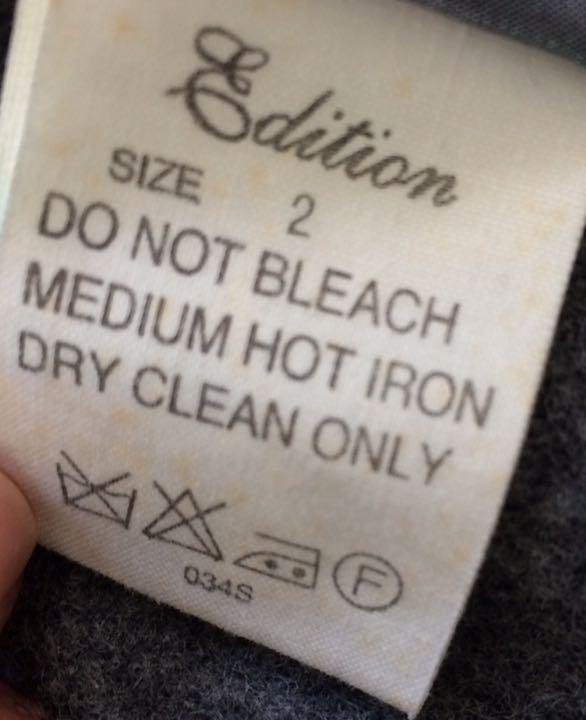 Edition
SIZE 2
DO NOT BLEACH
MEDIUM HOT IRON
DRY CLEAN ONLY
F
034S